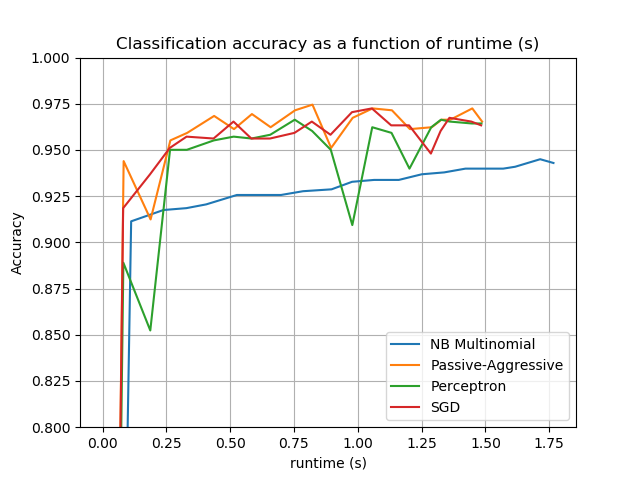 Classification accuracy as a function of runtime (s)
1.000
0.975
0.950
0.925
0.900
0.875
0.850
0.825
0.800
Accuracy
NB Multinomial
Passive-Aggressive
Perceptron
SGD
0.00 0.25 0.50 0.75 1.00 1.25 1.50 1.75
runtime (s)